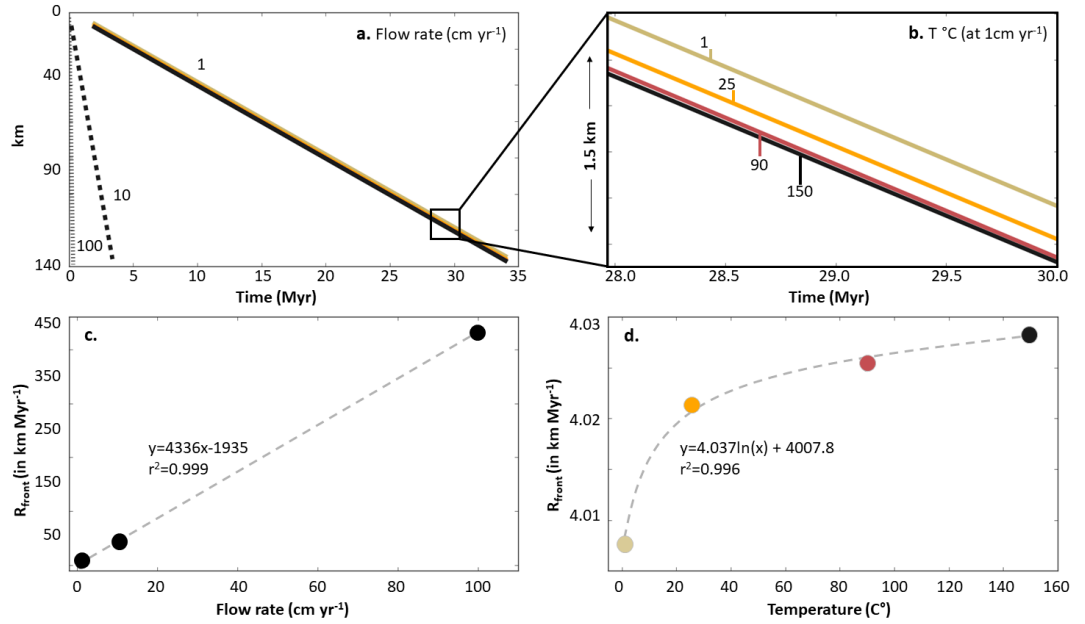 a. Flow rate (cm yr⁻¹)
0
40
90
140
km
1
10
100
0
5
10
15
20
25
30
35
Time (Myr)
b. T °C (at 1cm yr⁻¹)
1
25
90
150
1.5 km
28.0
28.5
29.0
29.5
30.0
Time (Myr)
c.
450
350
250
150
50
R_front (in km Myr⁻¹)
y=4336x-1935
r²=0.999
0
20
40
60
80
100
Flow rate (cm yr⁻¹)
d.
4.03
4.02
4.01
R_front (in km Myr⁻¹)
y=4.037ln(x) + 4007.8
r²=0.996
0
20
40
60
80
100
120
140
160
Temperature (C°)